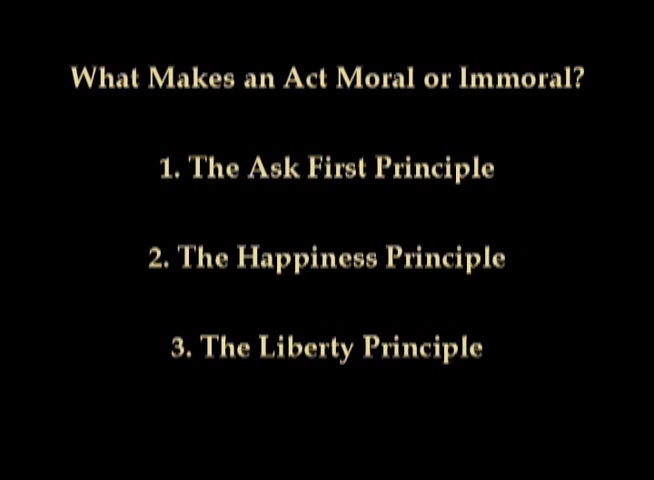 What Makes an Act Moral or Immoral?
1. The Ask First Principle
2. The Happiness Principle
3. The Liberty Principle